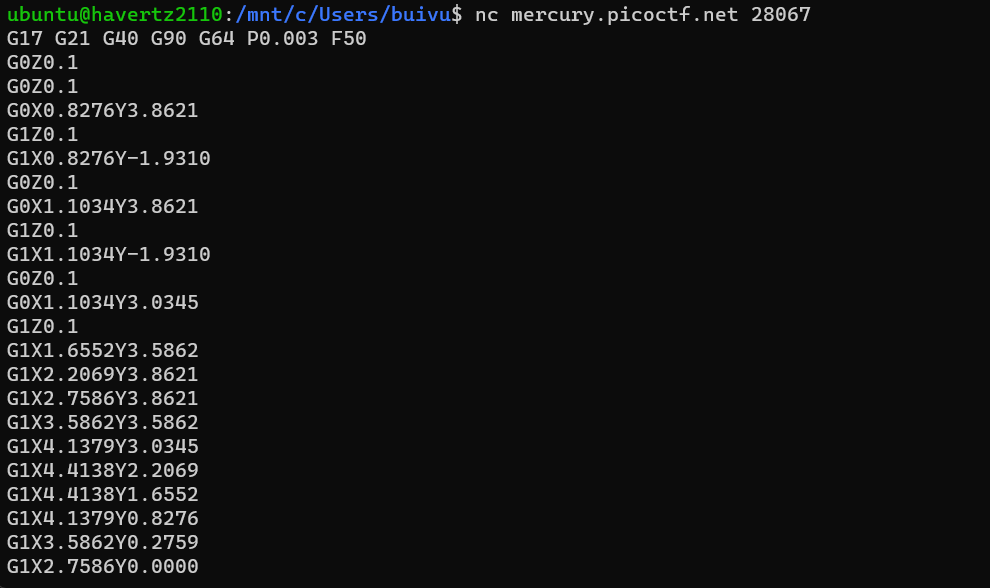 ubuntu@havertz2110:/mnt/c/Users/buivu$ nc mercury.picoctf.net 28067
G17 G21 G40 G90 G64 P0.003 F50
G0Z0.1
G0Z0.1
G0X0.8276Y3.8621
G1Z0.1
G1X0.8276Y-1.9310
G0Z0.1
G0X1.1034Y3.8621
G1Z0.1
G1X1.1034Y-1.9310
G0Z0.1
G0X1.1034Y3.0345
G1Z0.1
G1X1.6552Y3.5862
G1X2.2069Y3.8621
G1X2.7586Y3.8621
G1X3.5862Y3.5862
G1X4.1379Y3.0345
G1X4.4138Y2.2069
G1X4.4138Y1.6552
G1X4.1379Y0.8276
G1X3.5862Y0.2759
G1X2.7586Y0.0000